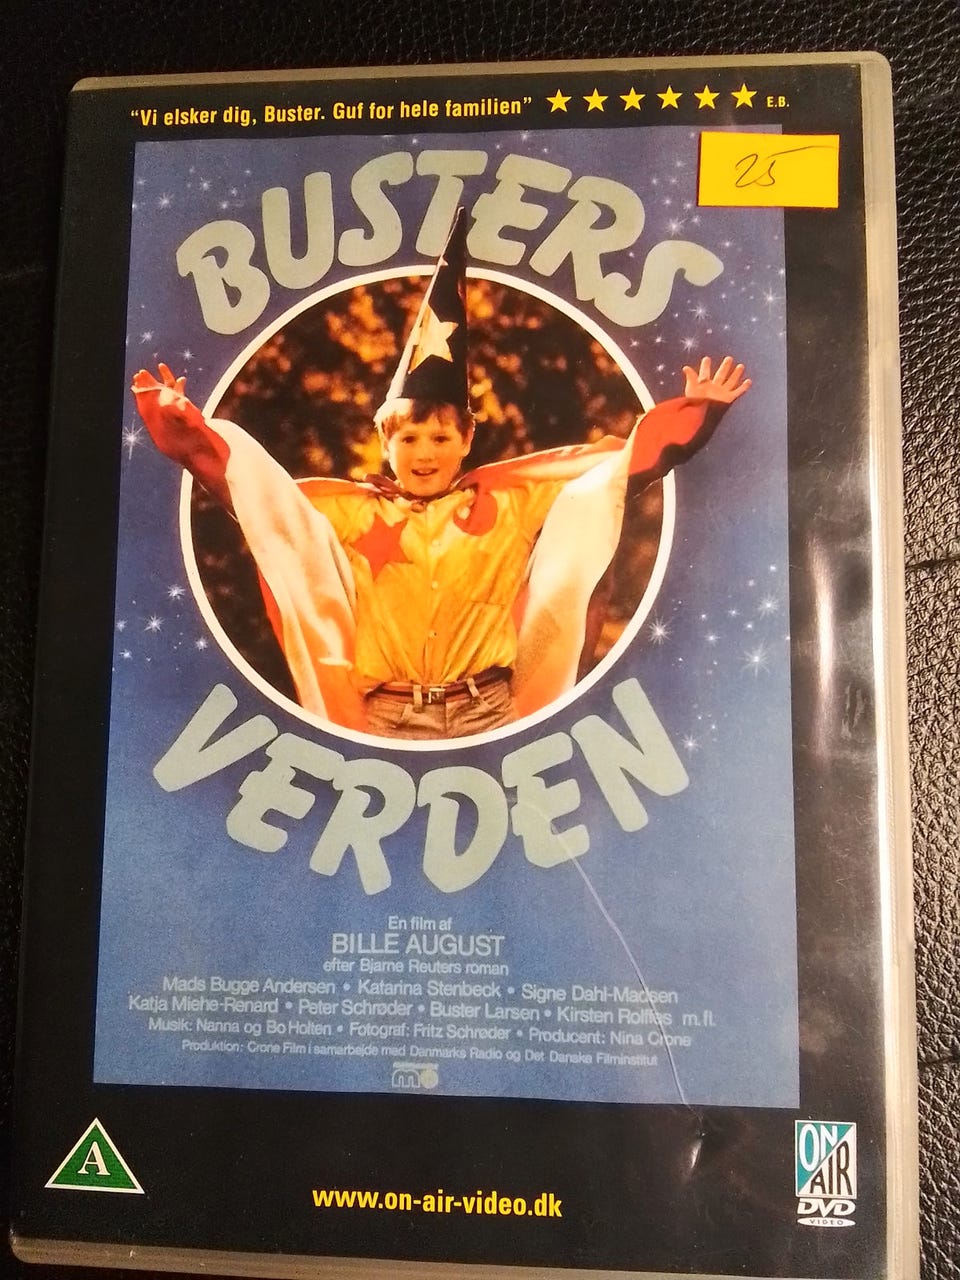 “Vi elsker dig, Buster. Guf for hele familien” ★★★★★★ E.B.
25
BUSTERS
VERDEN
En film af
BILLE AUGUST
efter Bjarne Reuters roman
Mads Bugge Andersen • Katarina Stenbeck • Signe Dahl-Madsen
Katja Miehe-Renard • Peter Schrøder • Buster Larsen • Kirsten Rolffes m.fl.
Musik: Nanna og Bo Holten • Fotograf: Fritz Schrøder • Producent: Nina Crone
Produktion: Crone Film i samarbejde med Danmarks Radio og Det Danske Filminstitut
A
www.on-air-video.dk
ON
AIR
DVD
VIDEO